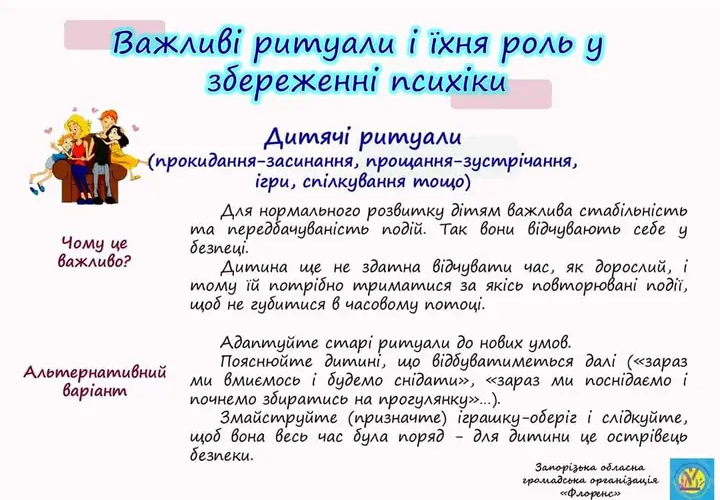 Важливі ритуали і їхня роль у
збереженні психіки
Дитячі ритуали
(прокидання-засинання, прощання-зустрічання,
ігри, спілкування тощо)
Чому це
важливо?
Для нормального розвитку дітям важлива стабільність
та передбачуваність подій. Так вони відчувають себе у
безпеці.
Дитина ще не здатна відчувати час, як дорослий, і
тому їй потрібно триматися за якісь повторювані події,
щоб не губитися в часовому потоці.
Альтернативний
варіант
Адаптуйте старі ритуали до нових умов.
Пояснюйте дитині, що відбуватиметься далі («зараз
ми вмиємось і будемо снідати», «зараз ми поснідаємо і
почнемо збиратись на прогулянку»...).
Змайструйте (призначте) іграшку-оберіг і слідкуйте,
щоб вона весь час була поряд - для дитини це острівець
безпеки.
Запорізька обласна
громадська організація
«Флоренс»